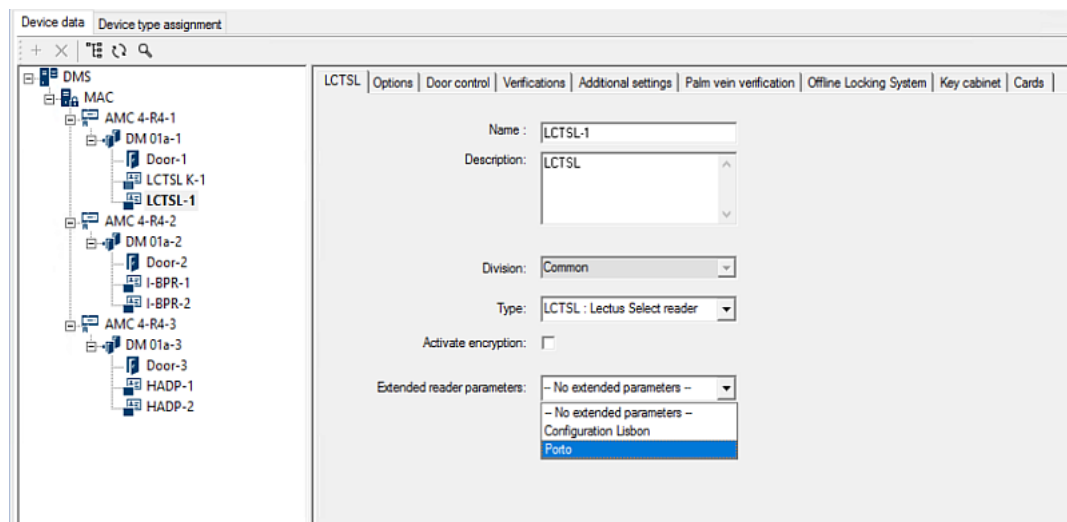 Device data Device type assignment
DMS
MAC
AMC 4-R4-1
DM 01a-1
Door-1
LCTSL K-1
LCTSL-1
AMC 4-R4-2
DM 01a-2
Door-2
I-BPR-1
I-BPR-2
AMC 4-R4-3
DM 01a-3
Door-3
HADP-1
HADP-2
LCTSL Options Door control Verifications Additional settings Palm vein verification Offline Locking System Key cabinet Cards
Name : LCTSL-1
Description: LCTSL
Division: Common
Type: LCTSL : Lectus Select reader
Activate encryption:
Extended reader parameters: -- No extended parameters --
-- No extended parameters --
Configuration Lisbon
Porto